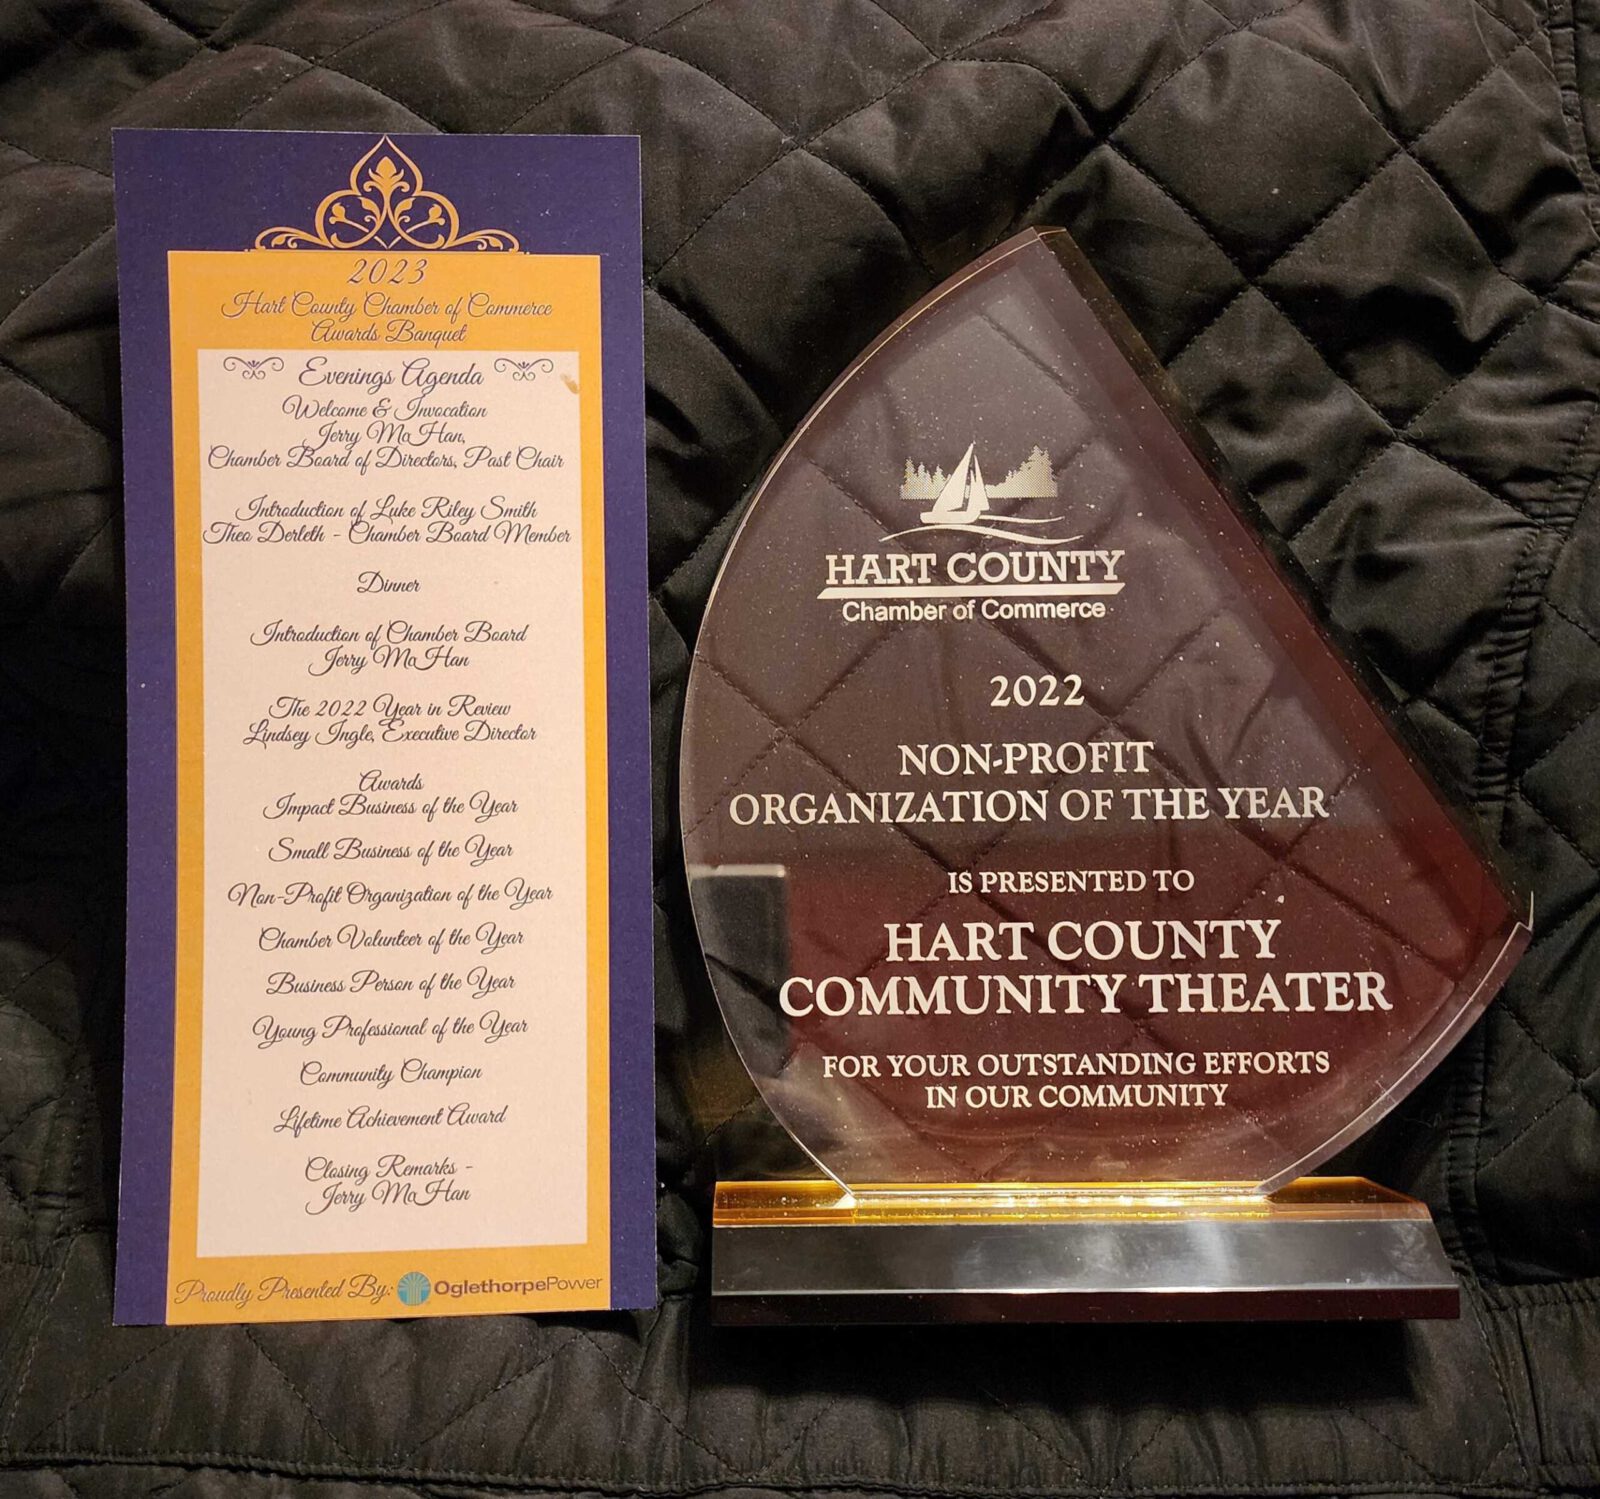 2023
Hart County Chamber of Commerce
Awards Banquet
Evenings Agenda
Welcome & Invocation
Jerry McHan,
Chamber Board of Directors, Past Chair
Introduction of Luke Riley Smith
Theo Derleth - Chamber Board Member
Dinner
Introduction of Chamber Board
Jerry McHan
The 2022 Year in Review
Lindsey Ingle, Executive Director
Awards
Impact Business of the Year
Small Business of the Year
Non-Profit Organization of the Year
Chamber Volunteer of the Year
Business Person of the Year
Young Professional of the Year
Community Champion
Lifetime Achievement Award
Closing Remarks -
Jerry McHan
Proudly Presented By: OglethorpePower
HART COUNTY
Chamber of Commerce
2022
NON-PROFIT
ORGANIZATION OF THE YEAR
IS PRESENTED TO
HART COUNTY
COMMUNITY THEATER
FOR YOUR OUTSTANDING EFFORTS
IN OUR COMMUNITY